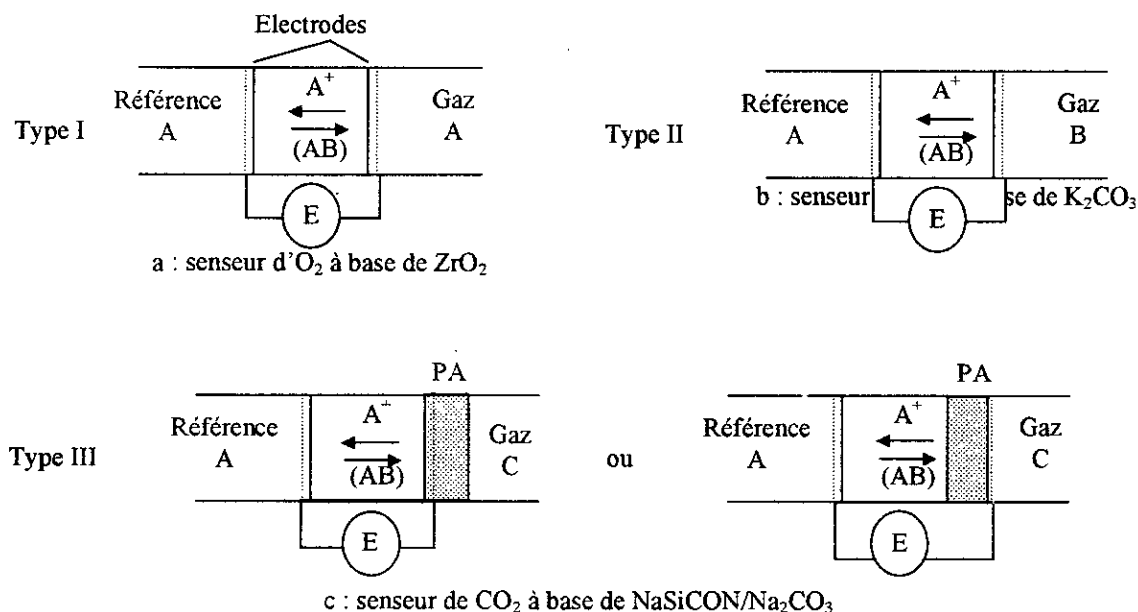 Electrodes
Type I
Référence
A
A⁺
(AB)
Gaz
A
E
a : senseur d'O₂ à base de ZrO₂
Type II
Référence
A
A⁺
(AB)
Gaz
B
E
b : senseur se de K₂CO₃
Type III
Référence
A
A⁺
(AB)
PA
Gaz
C
E
ou
Référence
A
A⁺
(AB)
PA
Gaz
C
E
c : senseur de CO₂ à base de NaSiCON/Na₂CO₃